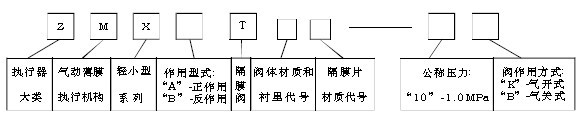 Z M X T
执行器
大类
气动薄膜
执行机构
轻小型
系列
作用型式:
“A”-正作用
“B”-反作用
隔
膜
阀
阀体材质和
衬里代号
隔膜片
材质代号
公称压力:
“10”-1.0MPa
阀作用方式:
“K”-气开式
“B”-气关式